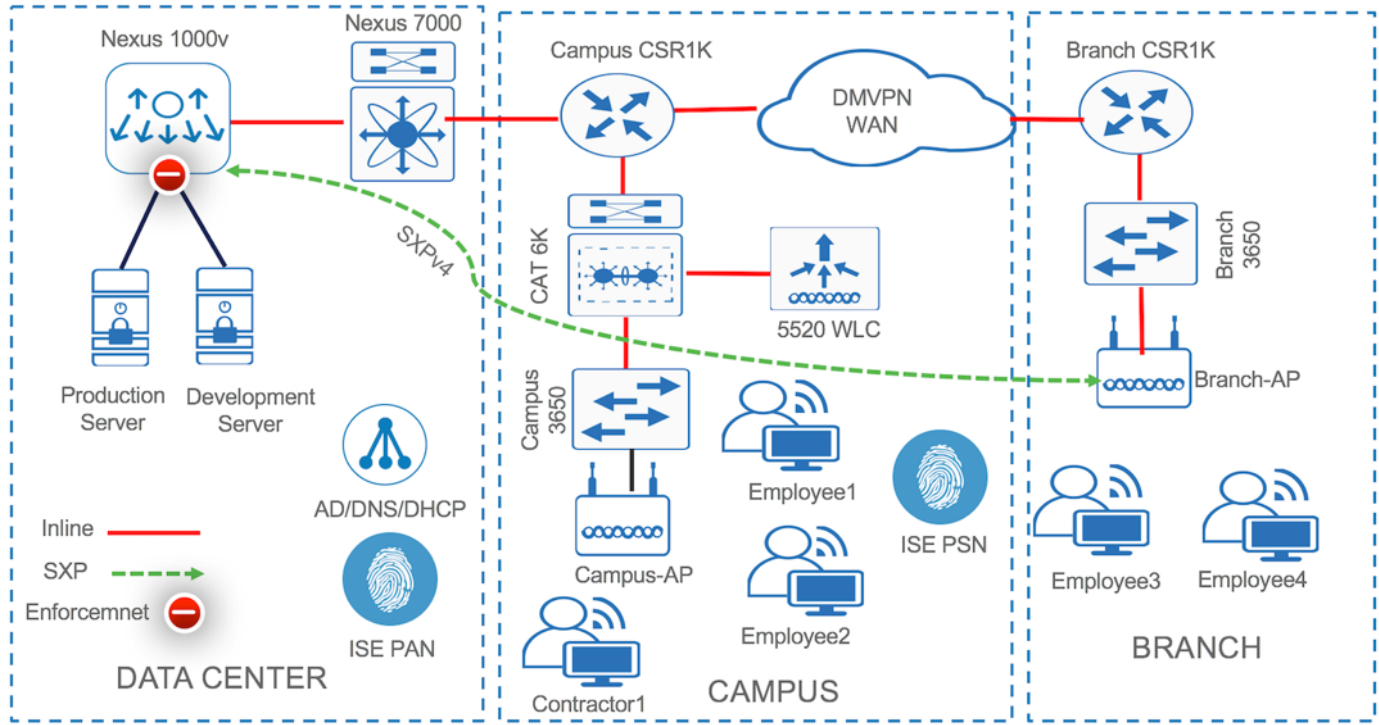 Nexus 1000v
Nexus 7000
SXPv4
Production
Server
Development
Server
AD/DNS/DHCP
ISE PAN
Inline
SXP
Enforcemnet
DATA CENTER
Campus CSR1K
DMVPN
WAN
CAT 6K
5520 WLC
Campus
3650
Campus-AP
Employee1
Employee2
Contractor1
ISE PSN
CAMPUS
Branch CSR1K
Branch
3650
Branch-AP
Employee3
Employee4
BRANCH